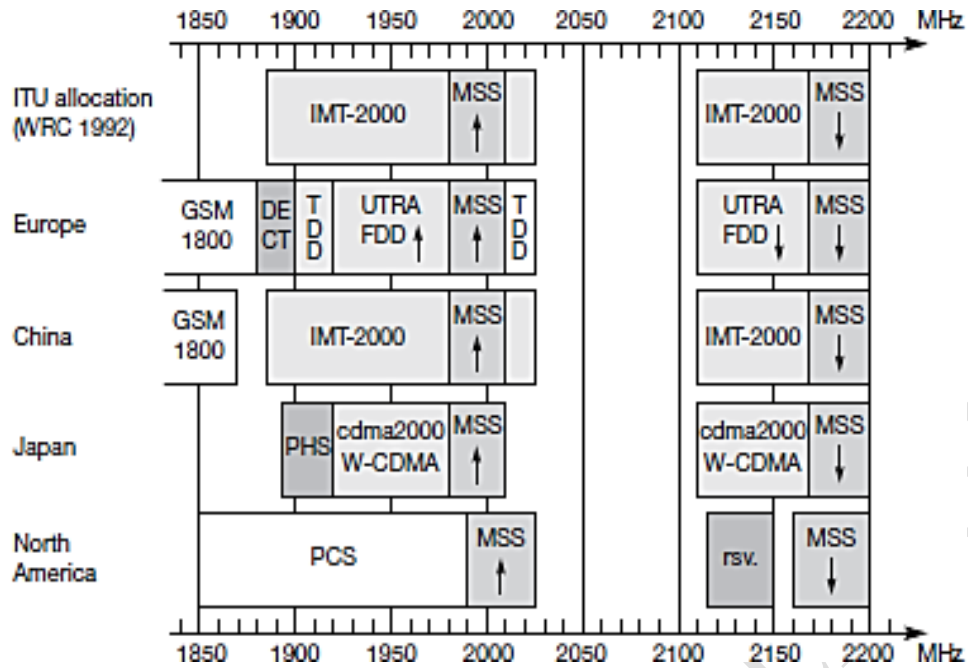 1850 1900 1950 2000 2050 2100 2150 2200 MHz
ITU allocation
(WRC 1992)
IMT-2000
MSS
↑
IMT-2000
MSS
↓
Europe
GSM
1800
DE
CT
T
D
D
UTRA
FDD ↑
MSS
↑
T
D
D
UTRA
FDD ↓
MSS
↓
China
GSM
1800
IMT-2000
MSS
↑
IMT-2000
MSS
↓
Japan
PHS
cdma2000
W-CDMA
MSS
↑
cdma2000
W-CDMA
MSS
↓
North
America
PCS
MSS
↑
rsv.
MSS
↓
1850 1900 1950 2000 2050 2100 2150 2200 MHz